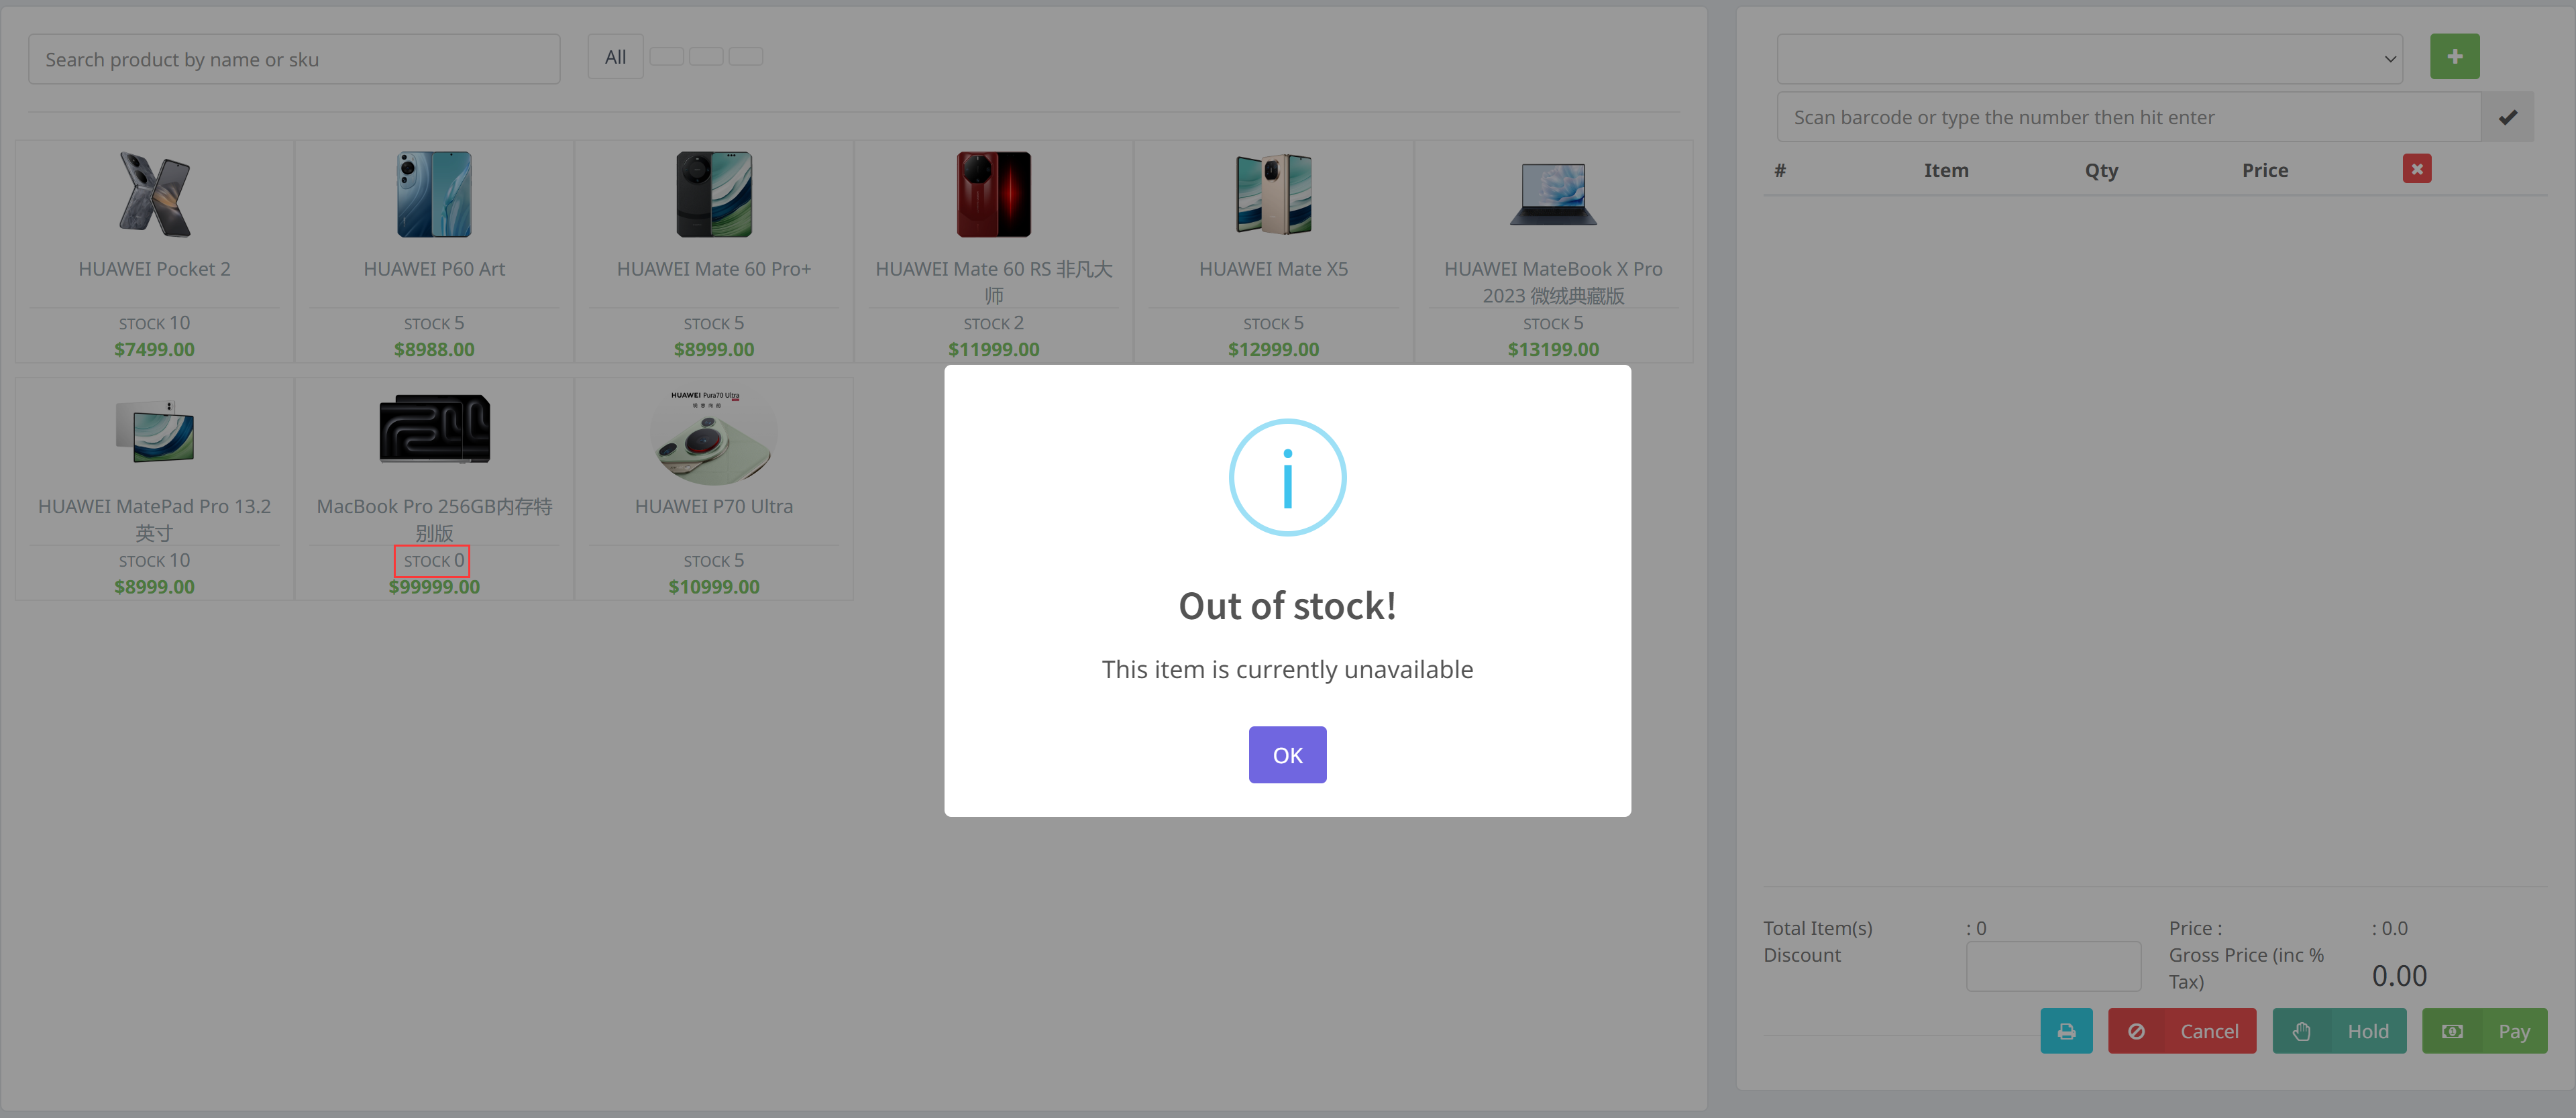 Search product by name or sku
All
HUAWEI Pocket 2
STOCK 10
$7499.00
HUAWEI P60 Art
STOCK 5
$8988.00
HUAWEI Mate 60 Pro+
STOCK 5
$8999.00
HUAWEI Mate 60 RS 非凡大
师
STOCK 2
$11999.00
HUAWEI Mate X5
STOCK 5
$12999.00
HUAWEI MateBook X Pro
2023 微绒典藏版
STOCK 5
$13199.00
HUAWEI MatePad Pro 13.2
英寸
STOCK 10
$8999.00
MacBook Pro 256GB内存特
别版
STOCK 0
$99999.00
HUAWEI Pura70 Ultra
HUAWEI P70 Ultra
STOCK 5
$10999.00
Out of stock!
This item is currently unavailable
OK
Scan barcode or type the number then hit enter
# Item Qty Price
Total Item(s) : 0 Price : : 0.0
Discount Gross Price (inc %
Tax) 0.00
Cancel Hold Pay